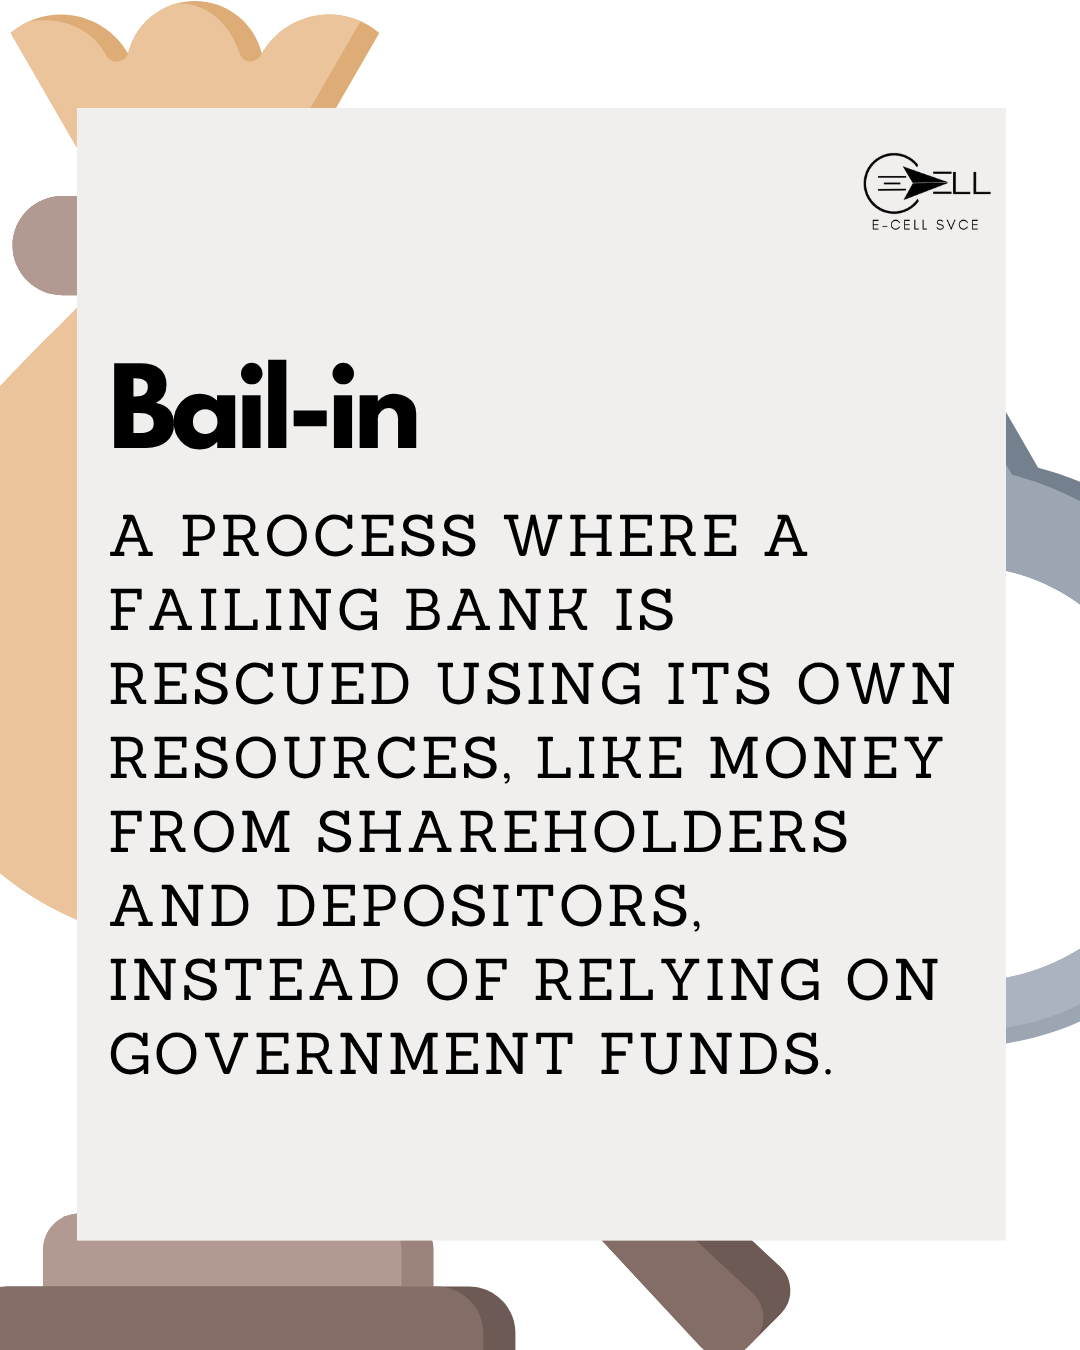 ELL
E-CELL SVCE
Bail-in
A PROCESS WHERE A
FAILING BANK IS
RESCUED USING ITS OWN
RESOURCES, LIKE MONEY
FROM SHAREHOLDERS
AND DEPOSITORS,
INSTEAD OF RELYING ON
GOVERNMENT FUNDS.